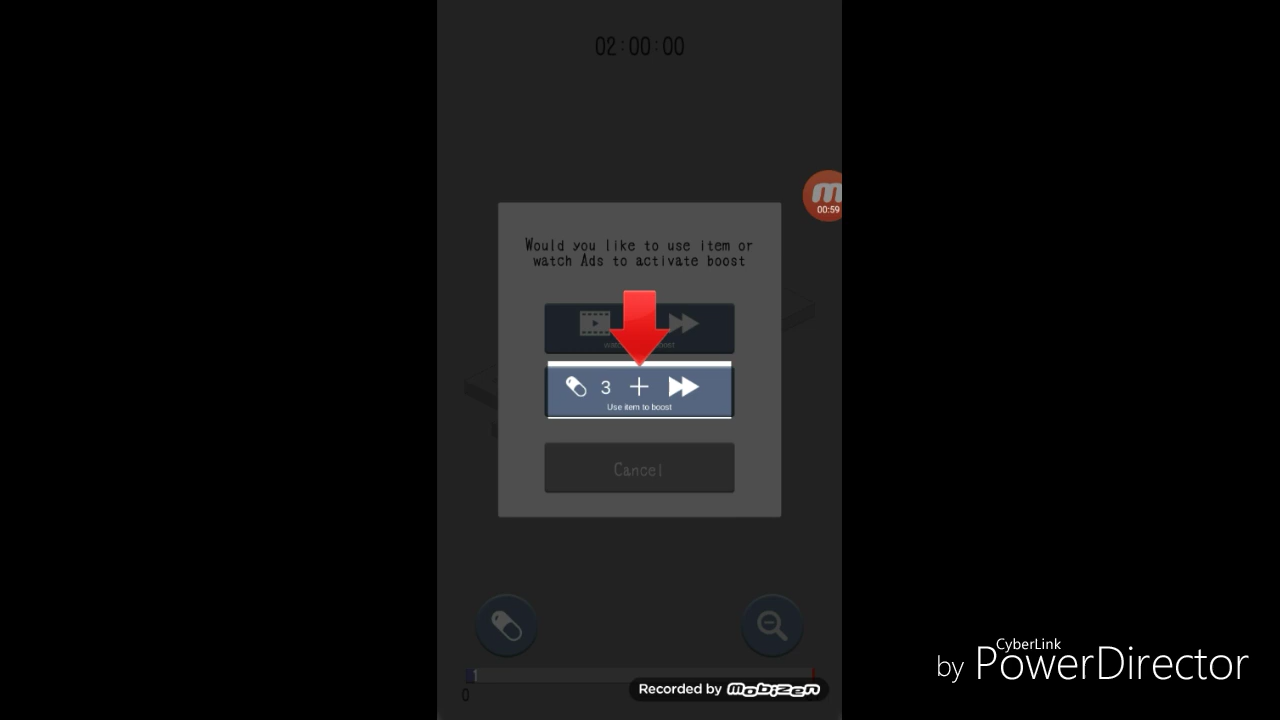 02:00:00
00:59
Would you like to use item or
watch Ads to activate boost
3
Use item to boost
Cancel
1
0
Recorded by mobizen
CyberLink
by PowerDirector